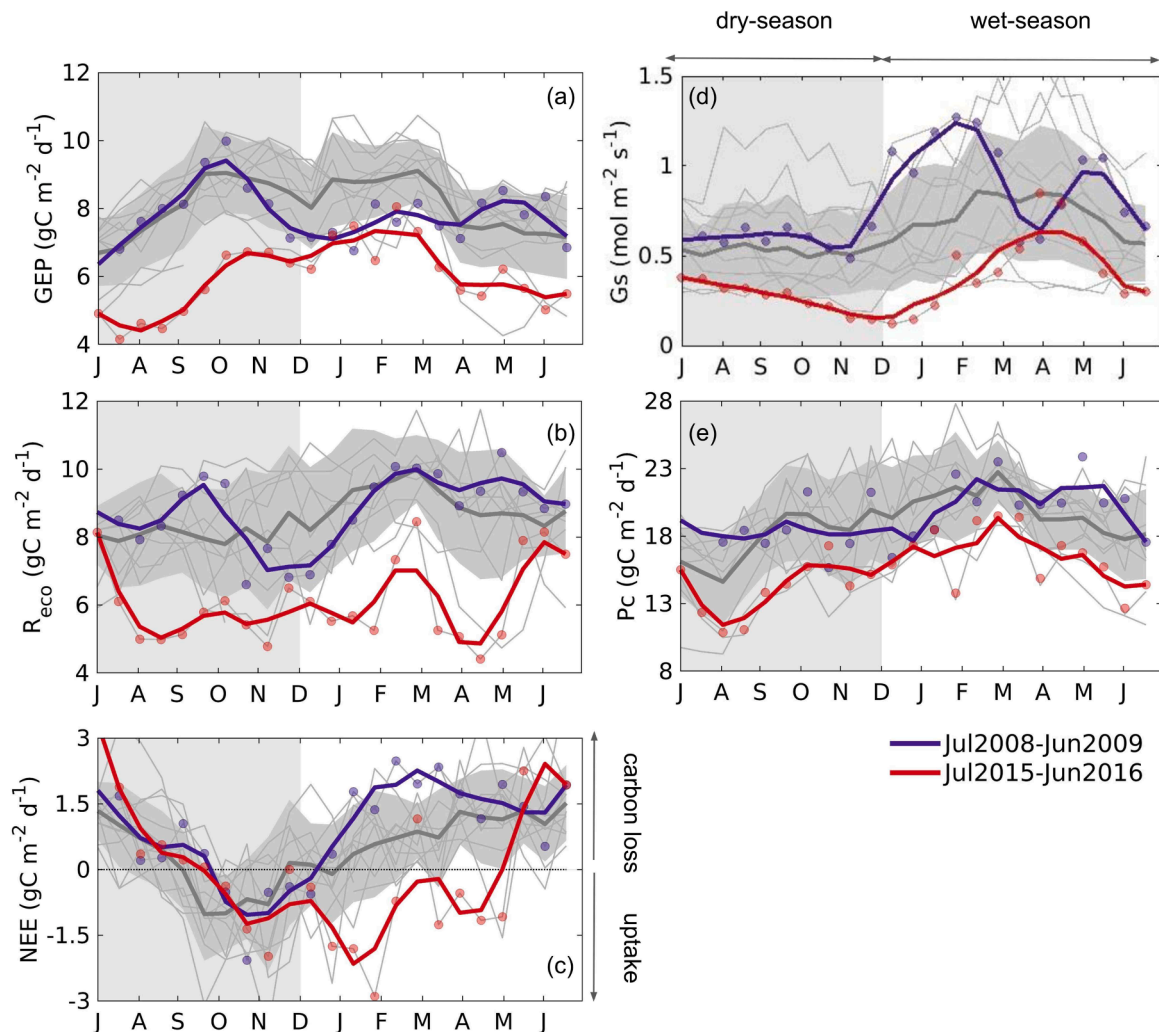 dry-season wet-season
12
10
8
6
4
GEP (gC m-2 d-1)
(a)
J A S O N D J F M A M J
1.5
1
0.5
0
Gs (mol m-2 s-1)
(d)
J A S O N D J F M A M J
12
10
8
6
4
Reco (gC m-2 d-1)
(b)
J A S O N D J F M A M J
28
23
18
13
8
Pc (gC m-2 d-1)
(e)
J A S O N D J F M A M J
3
1.5
0
-1.5
-3
NEE (gC m-2 d-1)
(c)
J A S O N D J F M A M J
carbon loss
uptake
Jul2008-Jun2009
Jul2015-Jun2016